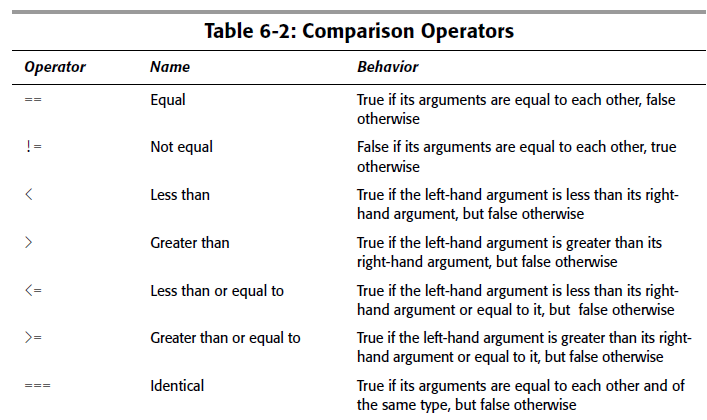 Table 6-2: Comparison Operators
Operator Name Behavior
== Equal True if its arguments are equal to each other, false
otherwise
!= Not equal False if its arguments are equal to each other, true
otherwise
< Less than True if the left-hand argument is less than its right-
hand argument, but false otherwise
> Greater than True if the left-hand argument is greater than its
right-hand argument, but false otherwise
<= Less than or equal to True if the left-hand argument is less than its right-
hand argument or equal to it, but false otherwise
>= Greater than or equal to True if the left-hand argument is greater than its right-
hand argument or equal to it, but false otherwise
=== Identical True if its arguments are equal to each other and of
the same type, but false otherwise